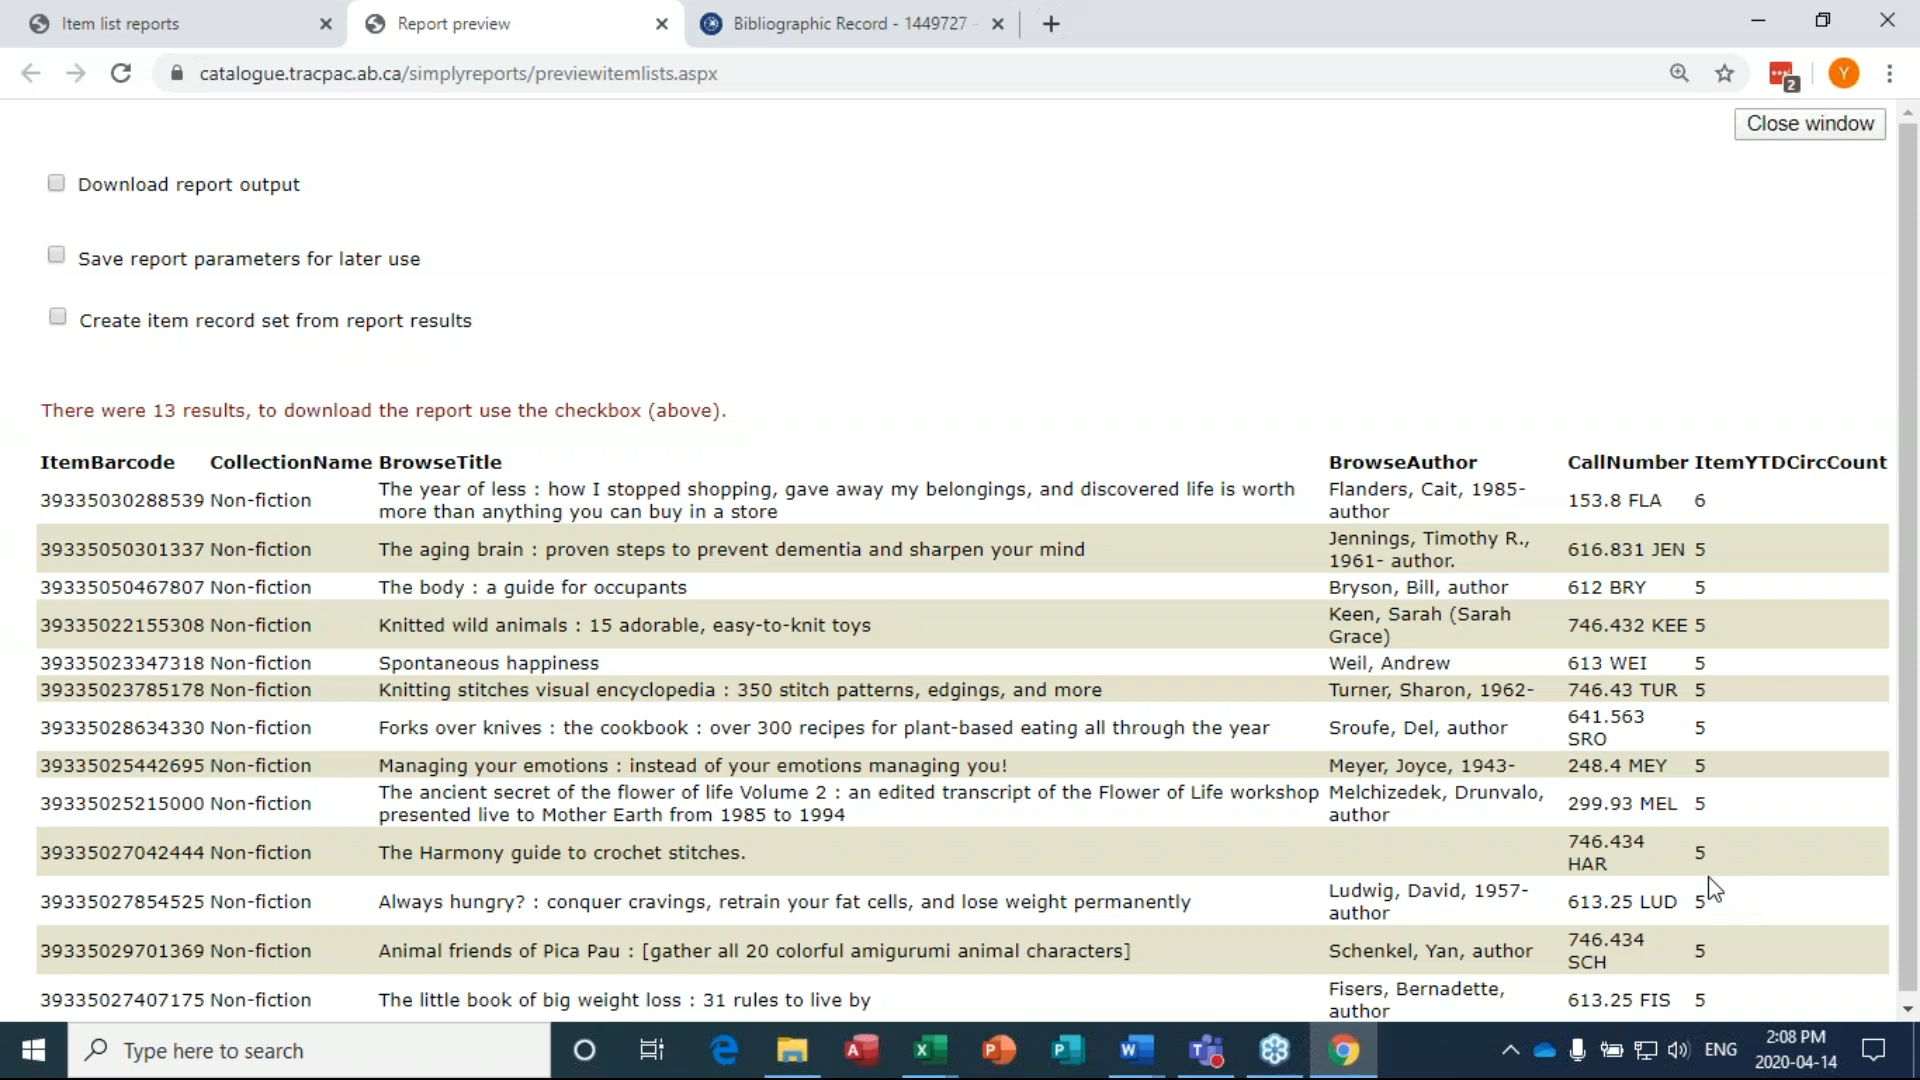 Item list reports
Report preview
Bibliographic Record - 1449727 -
catalogue.tracpac.ab.ca/simplyreports/previewitemlists.aspx
2
Y
Close window
Download report output
Save report parameters for later use
Create item record set from report results
There were 13 results, to download the report use the checkbox (above).
ItemBarcode CollectionName BrowseTitle BrowseAuthor CallNumber ItemYTDCircCount
39335030288539 Non-fiction The year of less : how I stopped shopping, gave away my belongings, and discovered life is worth Flanders, Cait, 1985- 153.8 FLA 6
more than anything you can buy in a store author
39335050301337 Non-fiction The aging brain : proven steps to prevent dementia and sharpen your mind Jennings, Timothy R., 616.831 JEN 5
1961- author.
39335050467807 Non-fiction The body : a guide for occupants Bryson, Bill, author 612 BRY 5
39335022155308 Non-fiction Knitted wild animals : 15 adorable, easy-to-knit toys Keen, Sarah (Sarah 746.432 KEE 5
Grace)
39335023347318 Non-fiction Spontaneous happiness Weil, Andrew 613 WEI 5
39335023785178 Non-fiction Knitting stitches visual encyclopedia : 350 stitch patterns, edgings, and more Turner, Sharon, 1962- 746.43 TUR 5
39335028634330 Non-fiction Forks over knives : the cookbook : over 300 recipes for plant-based eating all through the year Sroufe, Del, author 641.563 5
SRO
39335025442695 Non-fiction Managing your emotions : instead of your emotions managing you! Meyer, Joyce, 1943- 248.4 MEY 5
39335025215000 Non-fiction The ancient secret of the flower of life Volume 2 : an edited transcript of the Flower of Life workshop Melchizedek, Drunvalo, 299.93 MEL 5
presented live to Mother Earth from 1985 to 1994 author
39335027042444 Non-fiction The Harmony guide to crochet stitches. 746.434 5
HAR
39335027854525 Non-fiction Always hungry? : conquer cravings, retrain your fat cells, and lose weight permanently Ludwig, David, 1957- 613.25 LUD 5
author
39335029701369 Non-fiction Animal friends of Pica Pau : [gather all 20 colorful amigurumi animal characters] Schenkel, Yan, author 746.434 5
SCH
39335027407175 Non-fiction The little book of big weight loss : 31 rules to live by Fisers, Bernadette, 613.25 FIS 5
author
Type here to search
ENG
2:08 PM
2020-04-14